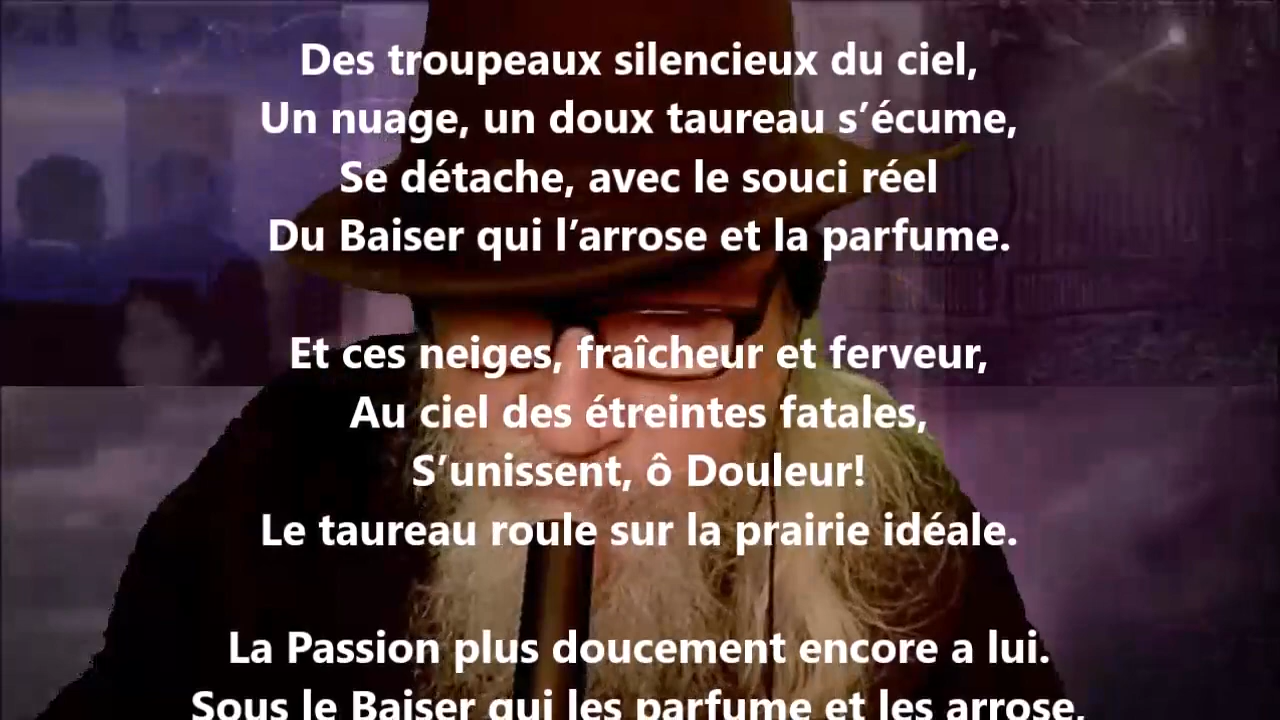 Des troupeaux silencieux du ciel,
Un nuage, un doux taureau s’écume,
Se détache, avec le souci réel
Du Baiser qui l’arrose et la parfume.
Et ces neiges, fraîcheur et ferveur,
Au ciel des étreintes fatales,
S’unissent, ô Douleur!
Le taureau roule sur la prairie idéale.
La Passion plus doucement encore a lui.
Sous le Baiser qui les parfume et les arrose,